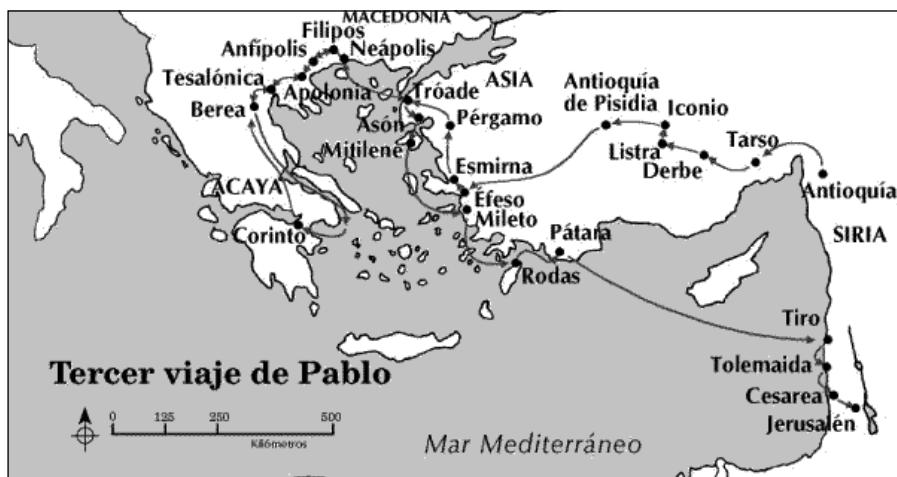 MACEDONIA
Filipos
Anfípolis
Neápolis
Tesalónica
Apolonia
Berea
ASIA
Tróade
Asón
Pérgamo
Mitilene
Antioquía
de Pisidia
Iconio
Listra
Derbe
Tarso
Antioquía
SIRIA
Esmirna
Efeso
Mileto
ACAYA
Corinto
Pátara
Rodas
Tiro
Tolemaida
Cesarea
Jerusalén
Tercer viaje de Pablo
0 125 250 500
Kilómetros
Mar Mediterráneo